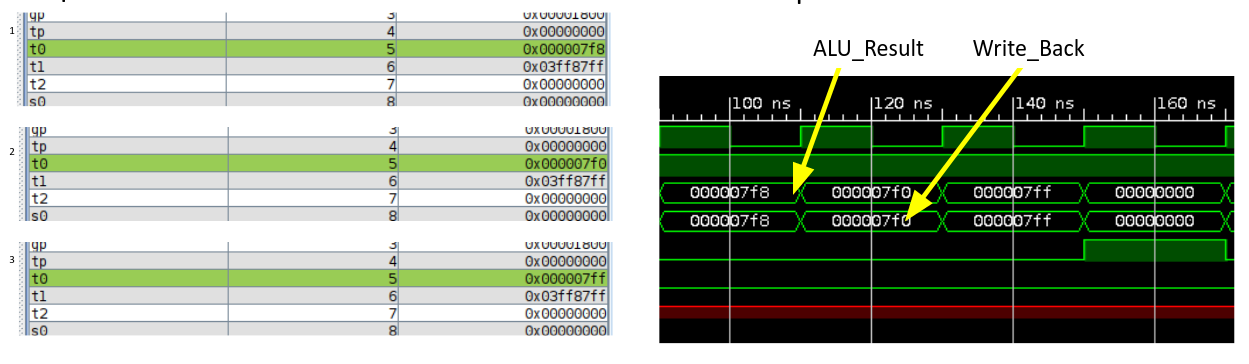 gp 3 0x00001800
1 tp 4 0x00000000
t0 5 0x000007f8
t1 6 0x03ff87ff
t2 7 0x00000000
s0 8 0x00000000
gp 3 0x00001800
2 tp 4 0x00000000
t0 5 0x000007f0
t1 6 0x03ff87ff
t2 7 0x00000000
s0 8 0x00000000
gp 3 0x00001800
3 tp 4 0x00000000
t0 5 0x000007ff
t1 6 0x03ff87ff
t2 7 0x00000000
s0 8 0x00000000
ALU_Result Write_Back
100 ns 120 ns 140 ns 160 ns
000007f8 000007f0 000007ff 00000000
000007f8 000007f0 000007ff 00000000